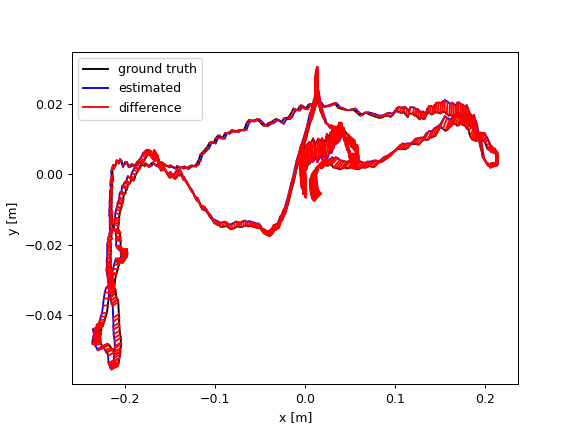 ground truth
estimated
difference
0.02
0.00
−0.02
−0.04
y [m]
−0.2
−0.1
0.0
0.1
0.2
x [m]